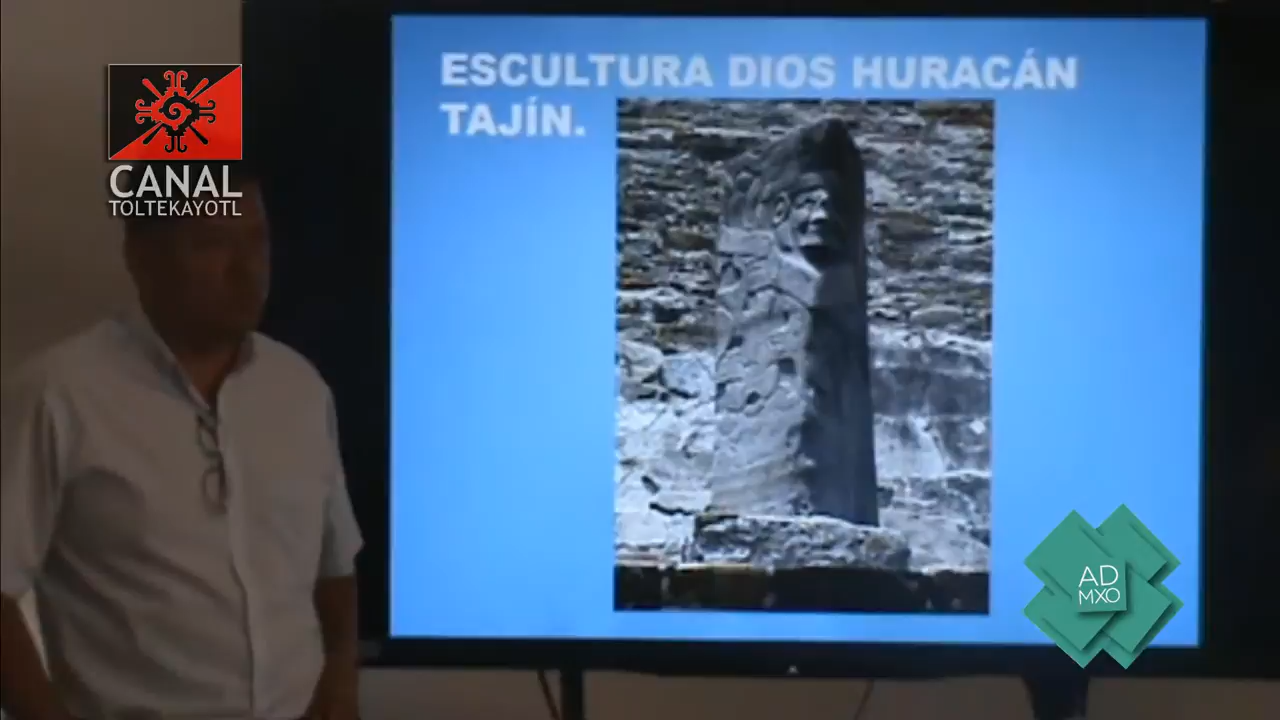 ESCULTURA DIOS HURACÁN
TAJÍN.
CANAL
TOLTEKAYOTL
AD
MXO